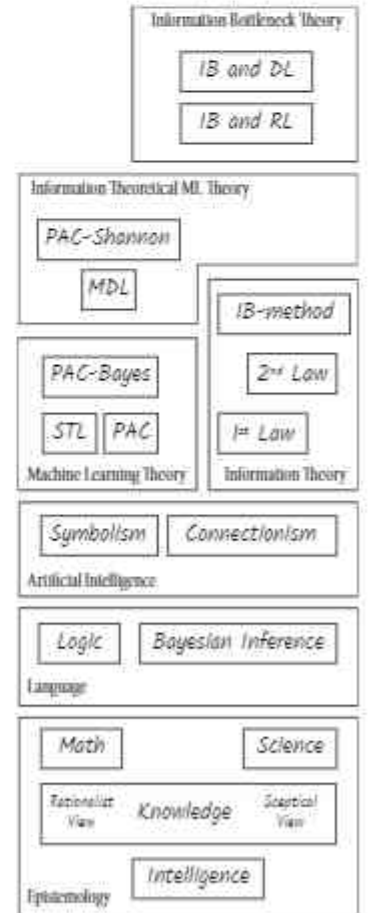 Information Bottleneck Theory
IB and DL
IB and RL
Information Theoretical ML Theory
PAC-Shannon
MDL
IB-method
PAC-Bayes
2nd Law
STL PAC
1st Law
Machine Learning Theory
Information Theory
Symbolism Connectionism
Artificial Intelligence
Logic Bayesian Inference
Language
Math Science
Rationalist
View
Knowledge
Sceptical
View
Intelligence
Epistemology